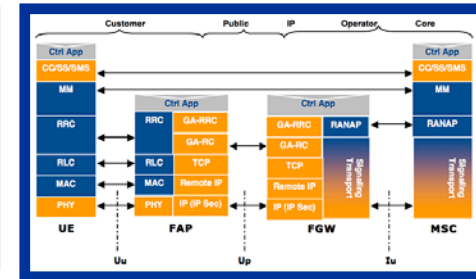 Customer Public IP Operator Core
Ctrl App Ctrl App
CC/SS/SMS CC/SS/SMS
MM MM
Ctrl App Ctrl App
RRC RRC GA-RRC GA-RRC RANAP RANAP
GA-RC GA-RC
RLC RLC TCP TCP Signaling Transport Signaling Transport
MAC MAC Remote IP Remote IP
PHY PHY IP (IP Sec) IP (IP Sec)
UE FAP FGW MSC
Uu Up Iu